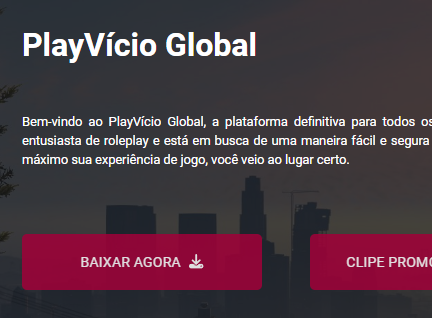 PlayVício Global
Bem-vindo ao PlayVício Global, a plataforma definitiva para todos os
entusiasta de roleplay e está em busca de uma maneira fácil e segura
máximo sua experiência de jogo, você veio ao lugar certo.
BAIXAR AGORA
CLIPE PROMO